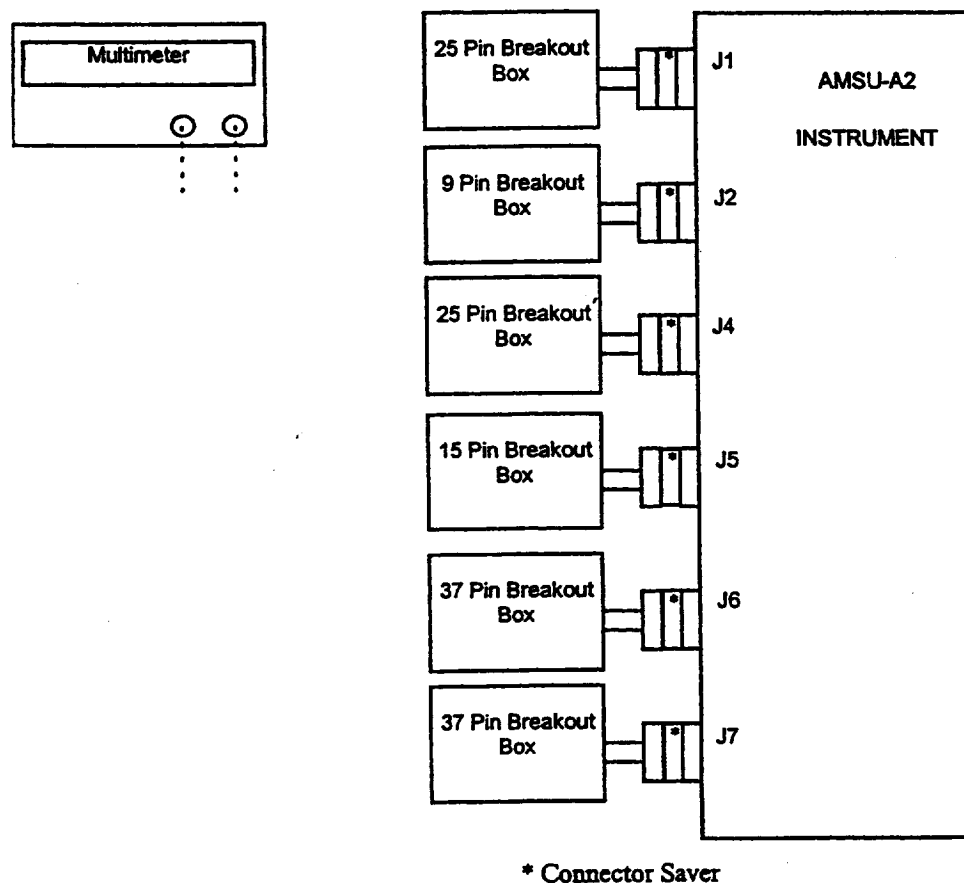 Multimeter
25 Pin Breakout
Box
* J1
AMSU-A2
INSTRUMENT
9 Pin Breakout
Box
* J2
25 Pin Breakout
Box
* J4
15 Pin Breakout
Box
* J5
37 Pin Breakout
Box
* J6
37 Pin Breakout
Box
* J7
* Connector Saver